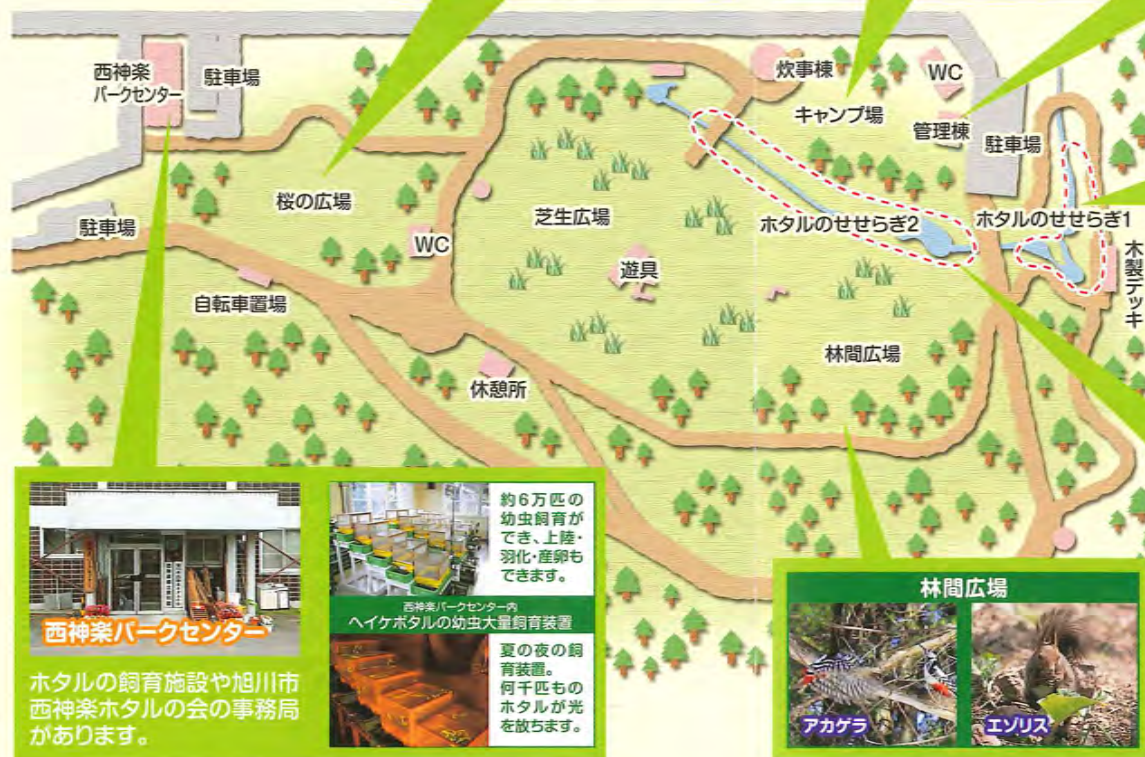 西神楽
パークセンター
駐車場
炊事棟
WC
キャンプ場
管理棟
駐車場
桜の広場
芝生広場
ホタルのせせらぎ2
ホタルのせせらぎ1
駐車場
WC
遊具
木製デッキ
自転車置場
林間広場
休憩所
西神楽パークセンター
ホタルの飼育施設や旭川市
西神楽ホタルの会の事務局
があります。
約6万匹の
幼虫飼育が
でき、上陸・
羽化・産卵も
できます。
西神楽パークセンター内
ヘイケボタルの幼虫大量飼育装置
夏の夜の飼
育装置。
何千匹もの
ホタルが光
を放ちます。
林間広場
アカゲラ
エゾリス